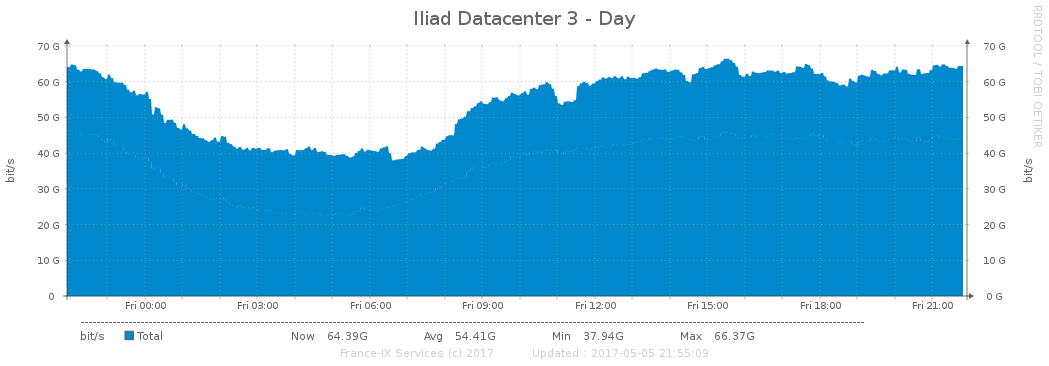 Iliad Datacenter 3 - Day
RRDTOOL / TOBI OETIKER
70 G 70 G
60 G 60 G
50 G 50 G
40 G 40 G
30 G 30 G
20 G 20 G
10 G 10 G
0 0 G
bit/s bit/s
Fri 00:00 Fri 03:00 Fri 06:00 Fri 09:00 Fri 12:00 Fri 15:00 Fri 18:00 Fri 21:00
bit/s Total Now 64.39G Avg 54.41G Min 37.94G Max 66.37G
France-IX Services (c) 2017 Updated : 2017-05-05 21:55:09